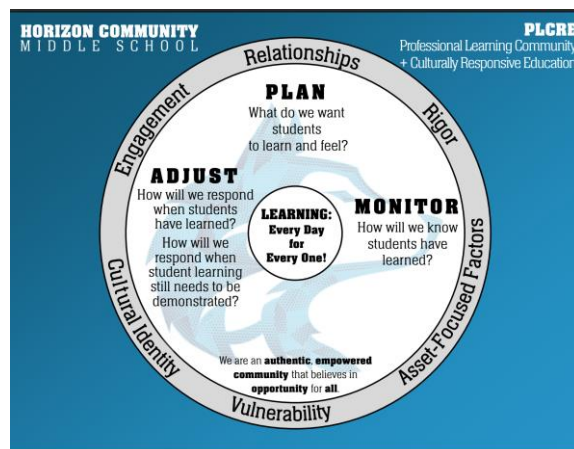 HORIZON COMMUNITY
MIDDLE SCHOOL
PLCRE
Professional Learning Community
+ Culturally Responsive Education
Relationships
Engagement
Rigor
PLAN
What do we want
students
to learn and feel?
ADJUST
How will we respond
when students
have learned?
How will we
respond when
student learning
still needs to be
demonstrated?
LEARNING:
Every Day
for
Every One!
MONITOR
How will we know
students have
learned?
Cultural Identity
Asset-Focused Factors
We are an authentic, empowered
community that believes in
opportunity for all.
Vulnerability